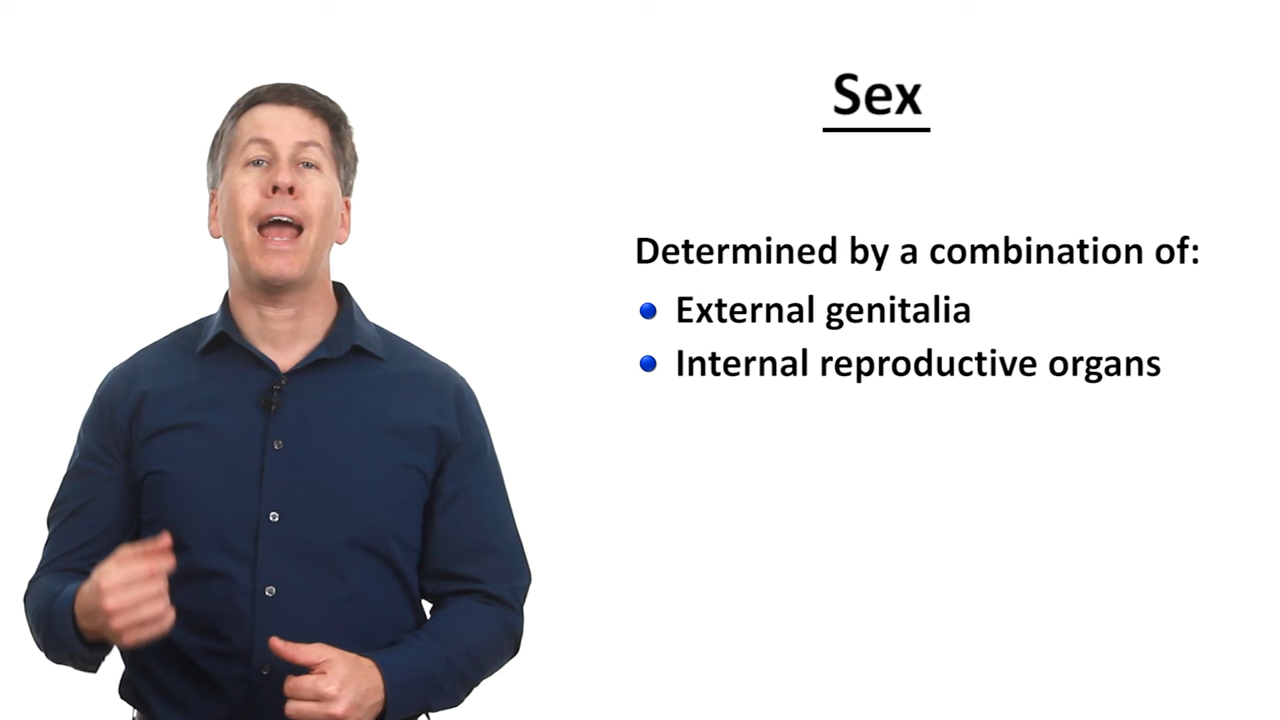 Sex
Determined by a combination of:
External genitalia
Internal reproductive organs